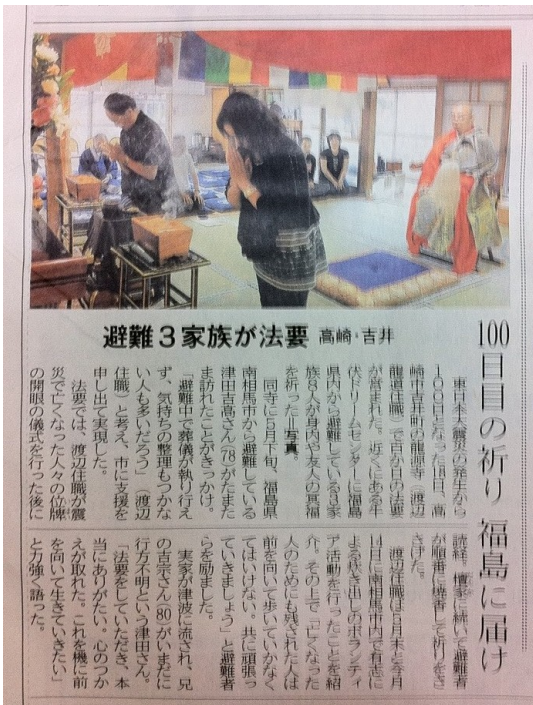 100日目の祈り 福島に届け
避難3家族が法要 高崎・吉井
東日本大震災の発生から
100日となった18日、高
崎市吉井町の龍源寺（渡辺
龍道住職）で百か日の法要
が営まれた。近くにある牛
伏ドリームセンターに福島
県内から避難している3家
族8人が身内や友人の冥福
を祈った＝写真。
同寺に5月下旬、福島県
南相馬市から避難している
津田吉高さん(78)がたまた
ま訪れたことがきっかけ。
「避難中で葬儀が執り行え
ず、気持ちの整理もつかな
い人も多いだろう」（渡辺
住職）と考え、市に支援を
申し出て実現した。
法要では、渡辺住職が震
災で亡くなった人々の位牌
の開眼の儀式を行った後に
読経。檀家に続いて避難者
が順番に焼香して祈りをさ
さげた。
渡辺住職は5月末と今月
14日に南相馬市内で有志に
よる炊き出しのボランティ
ア活動を行ったことを紹
介。その上で「亡くなった
人のためにも残された人は
前を向いて歩いていかなく
てはいけない。共に頑張っ
ていきましょう」と避難者
らを励ました。
実家が津波に流され、兄
の吉宗さん(80)がいまだに
行方不明という津田さん。
「法要をしていただき、本
当にありがたい。心のつか
えが取れた。これを機に前
を向いて生きていきたい」
と力強く語った。